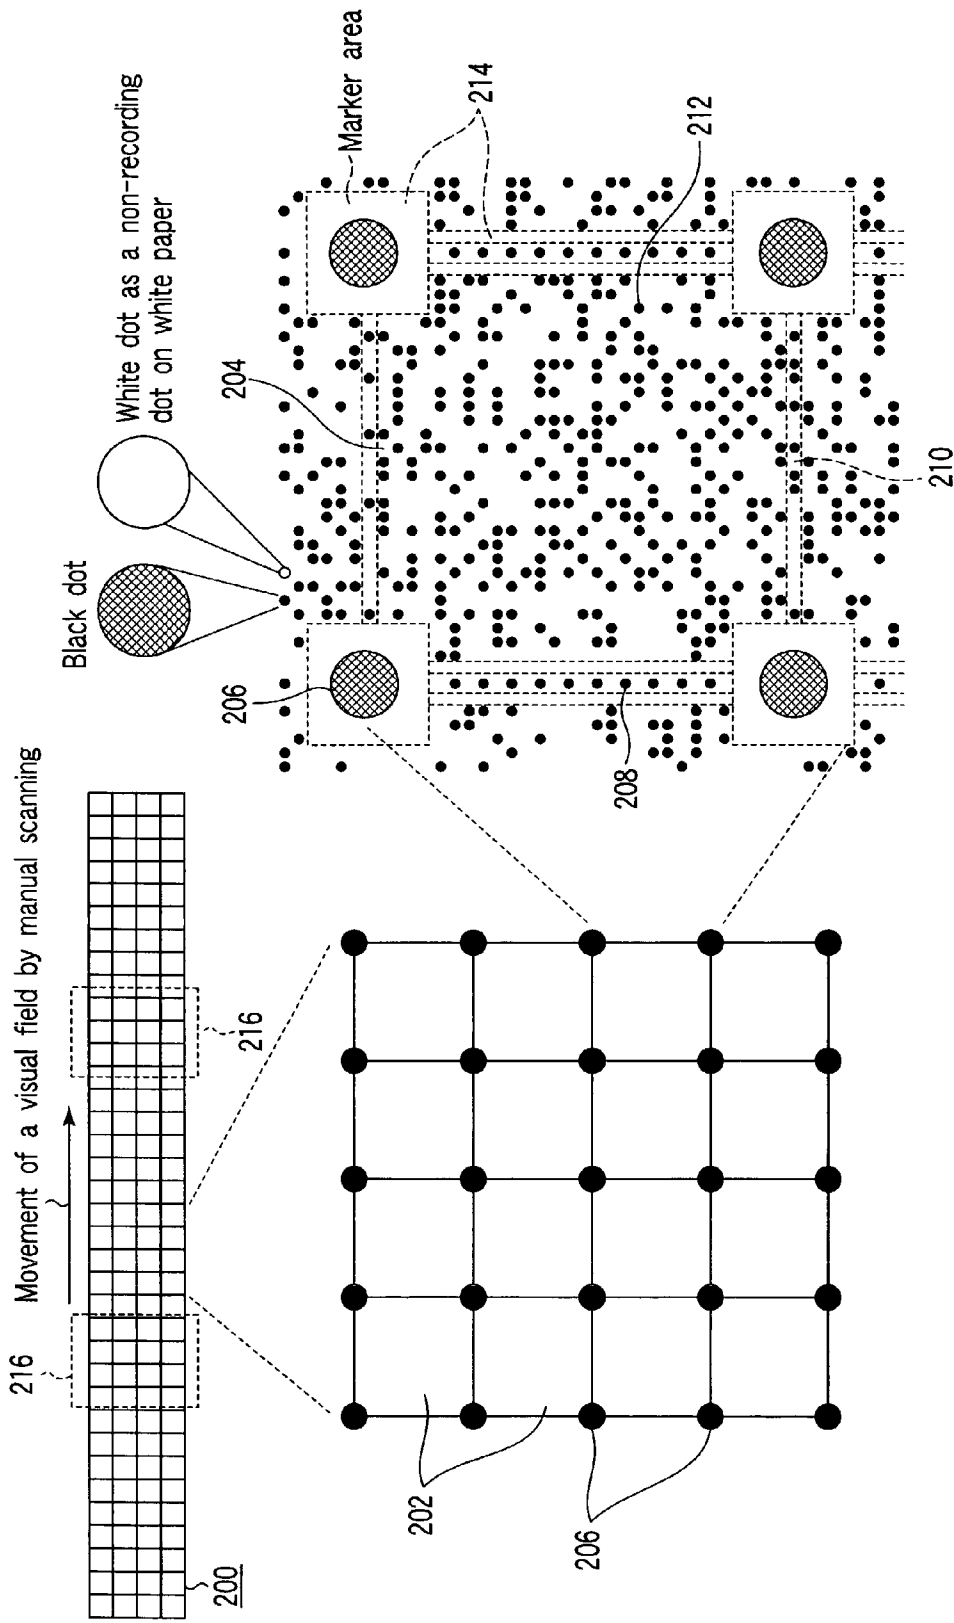 Movement of a visual field by manual scanning
216
216
200
202
206
Black dot
White dot as a non-recording
dot on white paper
206
204
Marker area
214
208
212
210